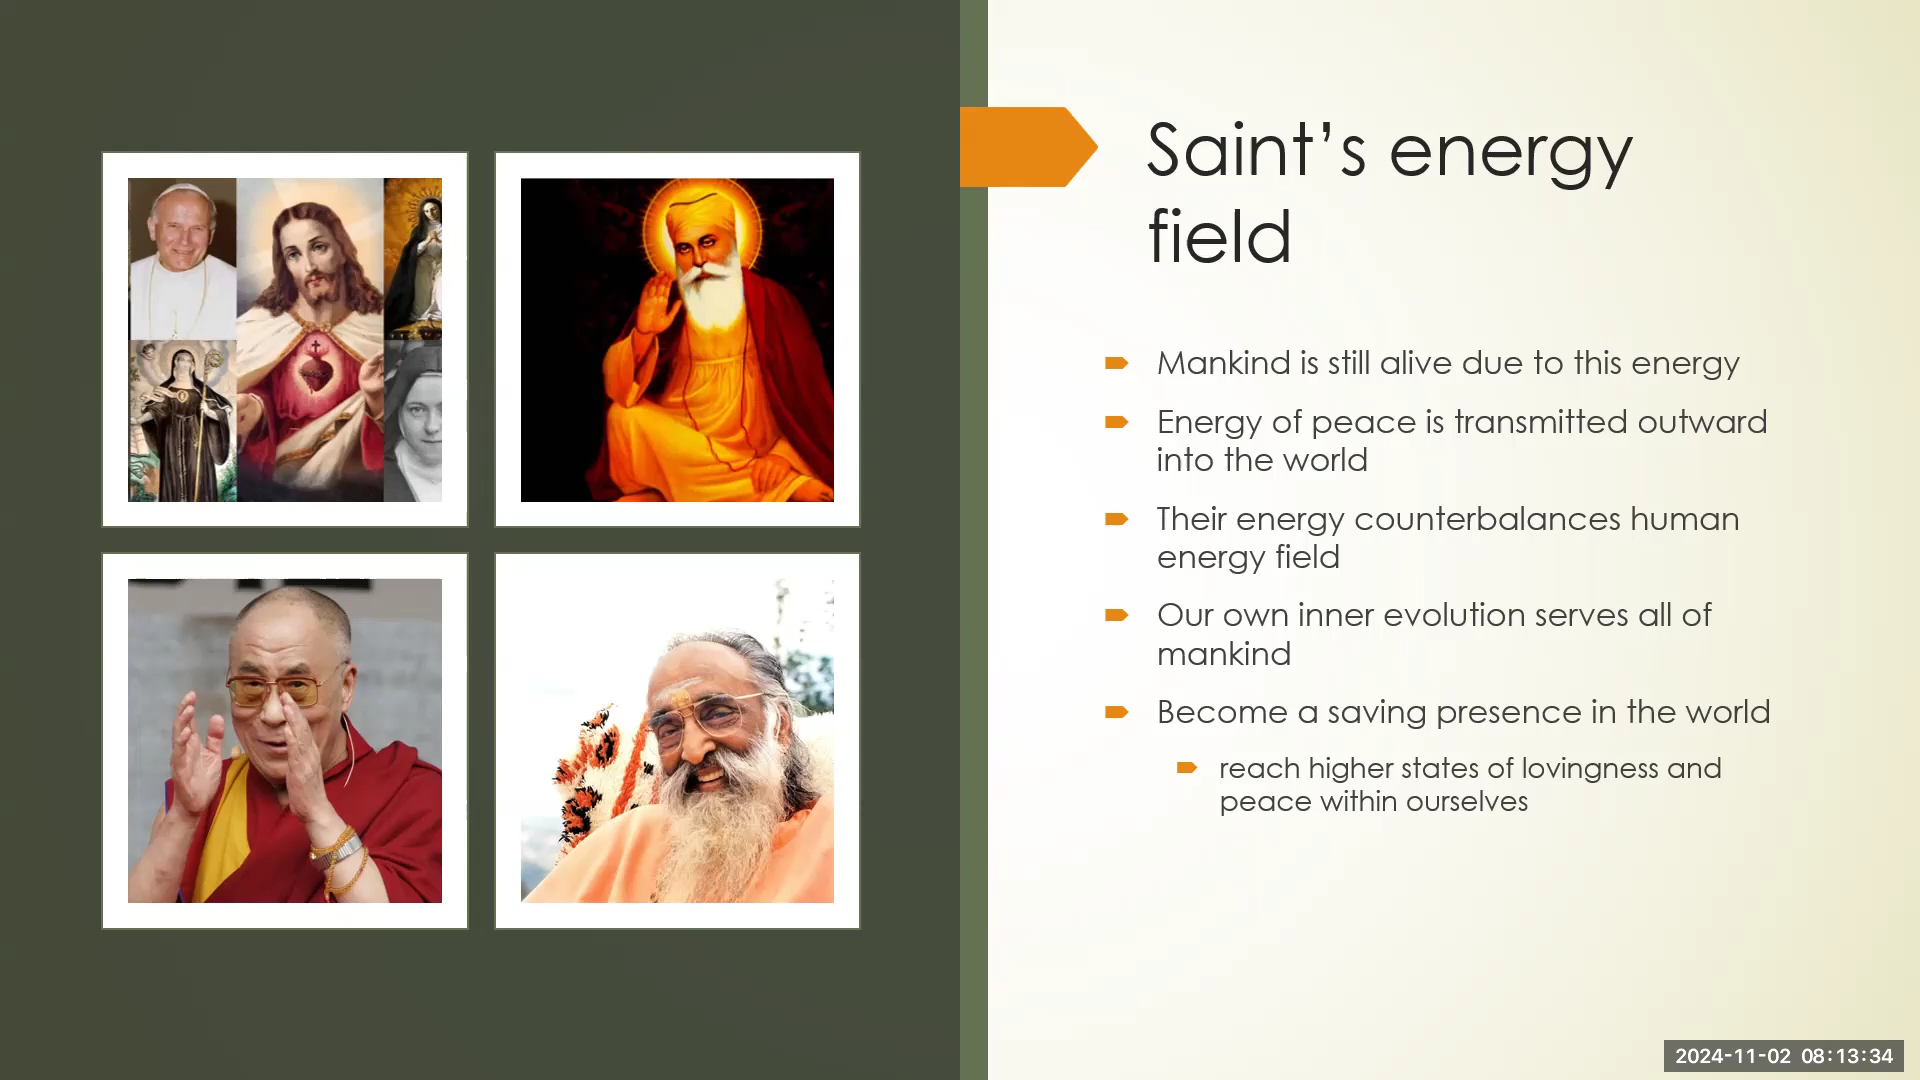 Saint’s energy
field
Mankind is still alive due to this energy
Energy of peace is transmitted outward
into the world
Their energy counterbalances human
energy field
Our own inner evolution serves all of
mankind
Become a saving presence in the world
reach higher states of lovingness and
peace within ourselves
2024-11-02 08:13:34